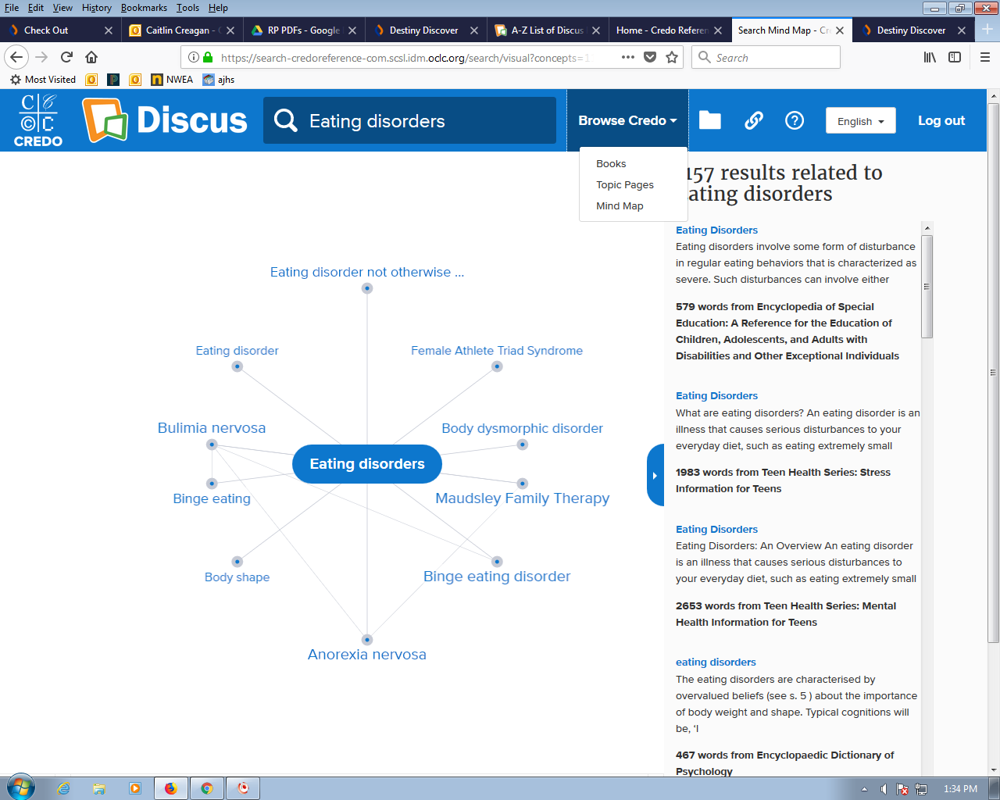 File Edit View History Bookmarks Tools Help
Check Out
Caitlin Creagan -
RP PDFs - Google
Destiny Discover
A-Z List of Discus
Home - Credo Referen
Search Mind Map - Cr
Destiny Discover
https://search-credoreference-com.scsl.idm.oclc.org/search/visual?concepts=1
Search
Most Visited
NWEA
ajhs
CREDO
Discus
Eating disorders
Browse Credo
English
Log out
Books
Topic Pages
Mind Map
157 results related to
eating disorders
Eating disorder not otherwise ...
Eating disorder
Female Athlete Triad Syndrome
Bulimia nervosa
Body dysmorphic disorder
Eating disorders
Binge eating
Maudsley Family Therapy
Body shape
Binge eating disorder
Anorexia nervosa
Eating Disorders
Eating disorders involve some form of disturbance
in regular eating behaviors that is characterized as
severe. Such disturbances can involve either
579 words from Encyclopedia of Special
Education: A Reference for the Education of
Children, Adolescents, and Adults with
Disabilities and Other Exceptional Individuals
Eating Disorders
What are eating disorders? An eating disorder is an
illness that causes serious disturbances to your
everyday diet, such as eating extremely small
1983 words from Teen Health Series: Stress
Information for Teens
Eating Disorders
Eating Disorders: An Overview An eating disorder
is an illness that causes serious disturbances to
your everyday diet, such as eating extremely small
2653 words from Teen Health Series: Mental
Health Information for Teens
eating disorders
The eating disorders are characterised by
overvalued beliefs (see s. 5 ) about the importance
of body weight and shape. Typical cognitions will
be, ‘I
467 words from Encyclopaedic Dictionary of
Psychology
1:34 PM